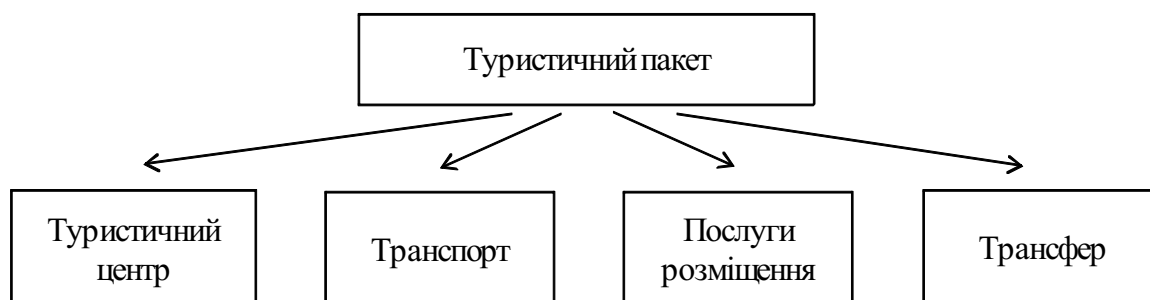 Туристичний пакет
Туристичний
центр
Транспорт
Послуги
розміщення
Трансфер